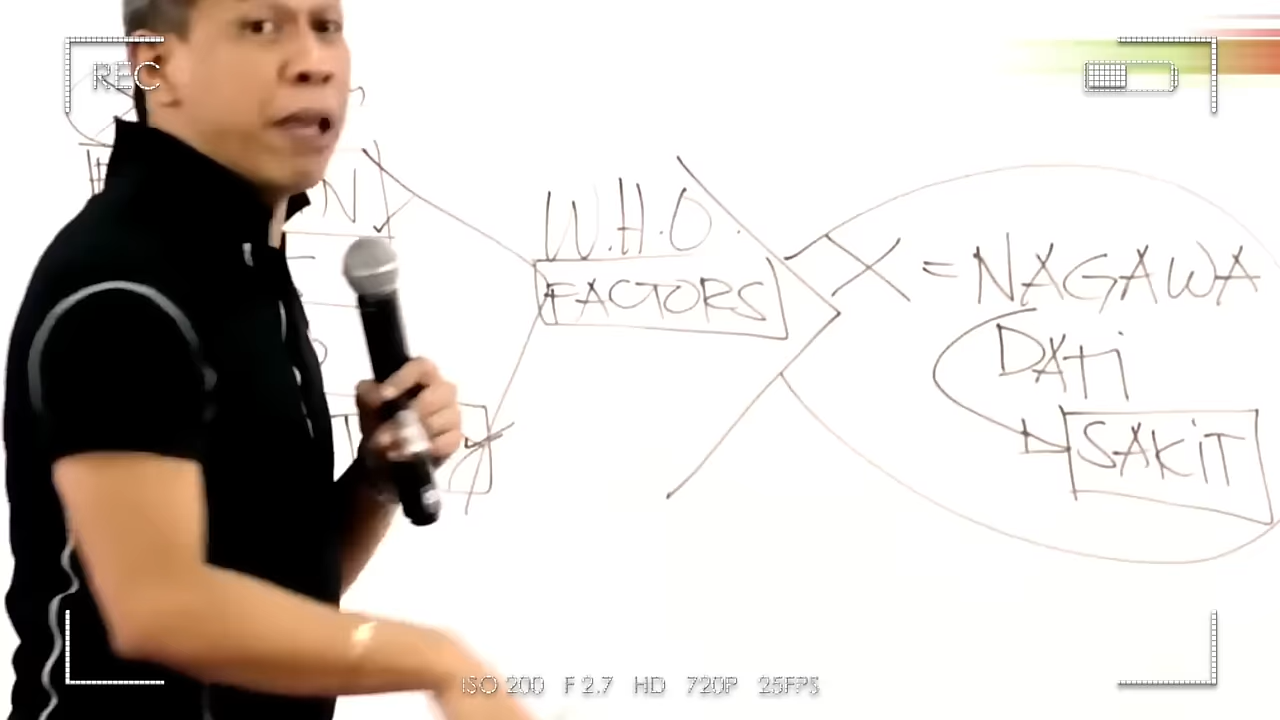 REC
W.H.O.
FACTORS
X = NAGAWA
DATI
SAKIT
ISO 200 F 2.7 HD 720P 25FPS